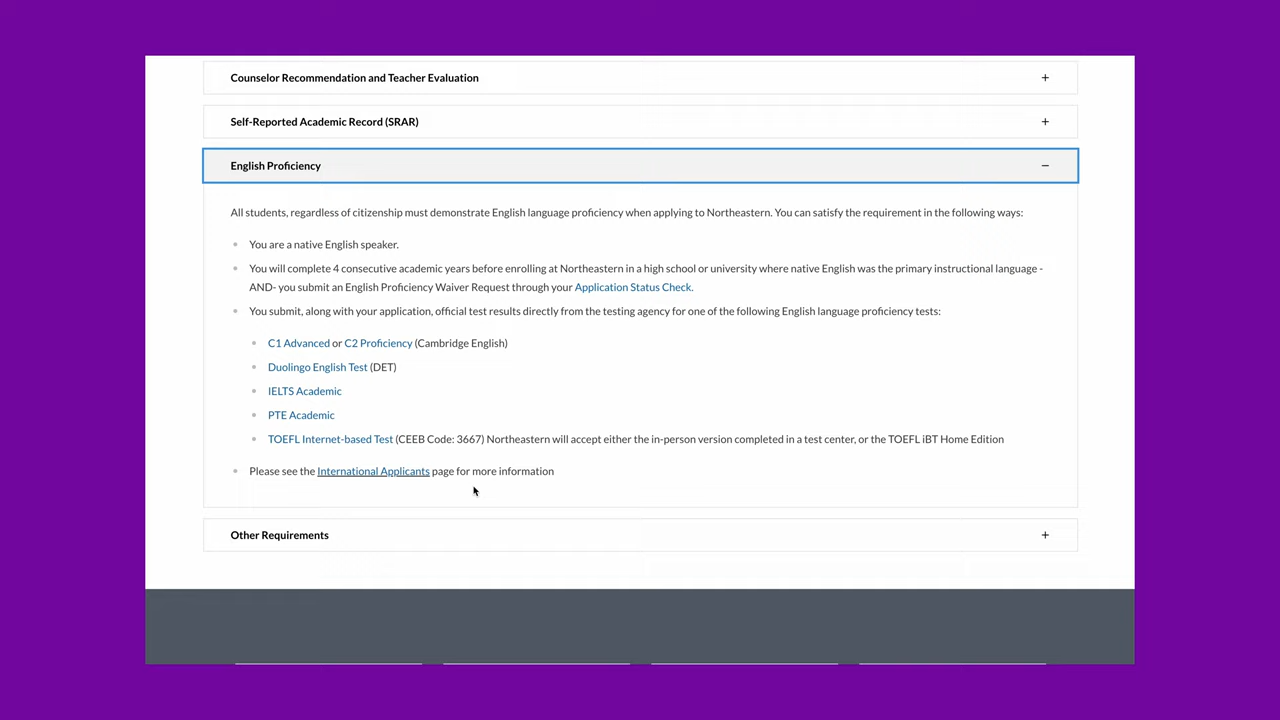 Counselor Recommendation and Teacher Evaluation
Self-Reported Academic Record (SRAR)
English Proficiency
All students, regardless of citizenship must demonstrate English language proficiency when applying to Northeastern. You can satisfy the requirement in the following ways:
You are a native English speaker.
You will complete 4 consecutive academic years before enrolling at Northeastern in a high school or university where native English was the primary instructional language -
AND- you submit an English Proficiency Waiver Request through your Application Status Check.
You submit, along with your application, official test results directly from the testing agency for one of the following English language proficiency tests:
C1 Advanced or C2 Proficiency (Cambridge English)
Duolingo English Test (DET)
IELTS Academic
PTE Academic
TOEFL Internet-based Test (CEEB Code: 3667) Northeastern will accept either the in-person version completed in a test center, or the TOEFL iBT Home Edition
Please see the International Applicants page for more information
Other Requirements